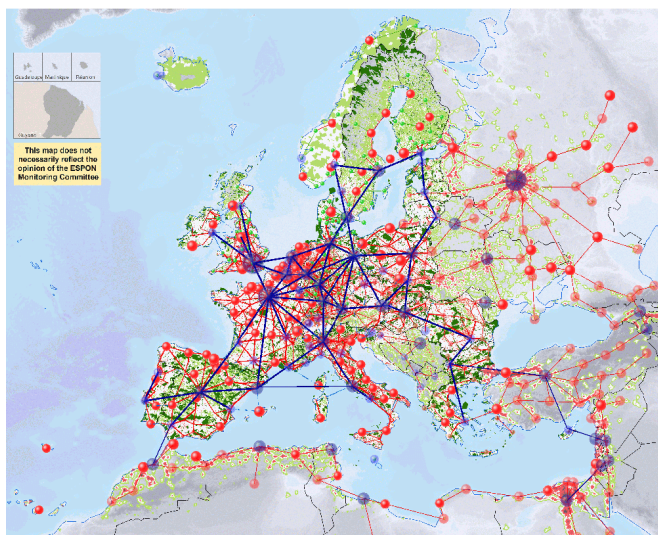 Guadeloupe Martinique Réunion
Guyane
This map does not
necessarily reflect the
opinion of the ESPON
Monitoring Committee